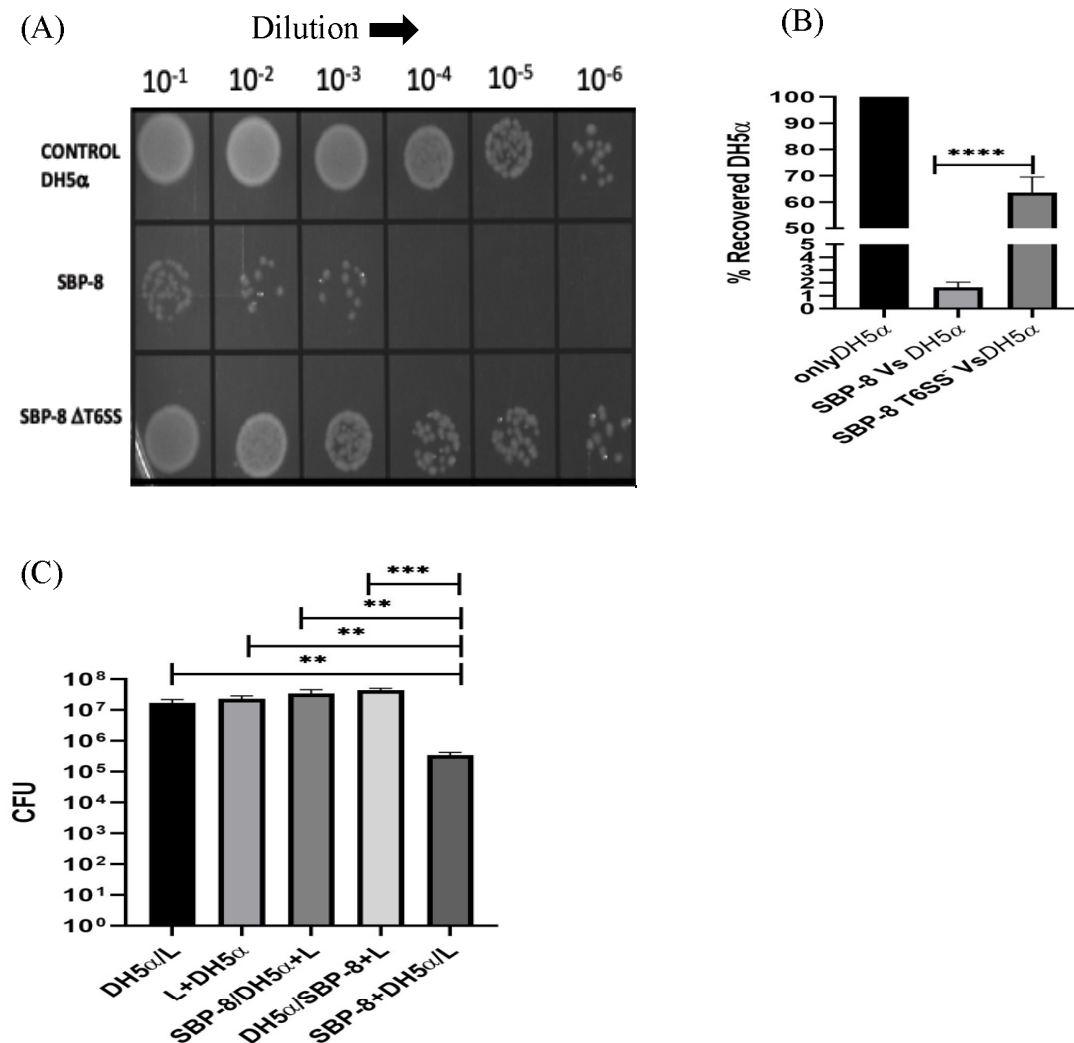 (A)
Dilution
10⁻¹ 10⁻² 10⁻³ 10⁻⁴ 10⁻⁵ 10⁻⁶
CONTROL
DH5α
SBP-8
SBP-8 ΔT6SS
(B)
% Recovered DH5α
100
90
80
70
60
50
5
4
3
2
1
0
****
onlyDH5α
SBP-8 Vs DH5α
SBP-8 T6SS⁻ VsDH5α
(C)
***
**
**
**
CFU
10⁸
10⁷
10⁶
10⁵
10⁴
10³
10²
10¹
10⁰
DH5α/L
L+DH5α
SBP-8/DH5α+L
DH5α/SBP-8+L
SBP-8+DH5α/L